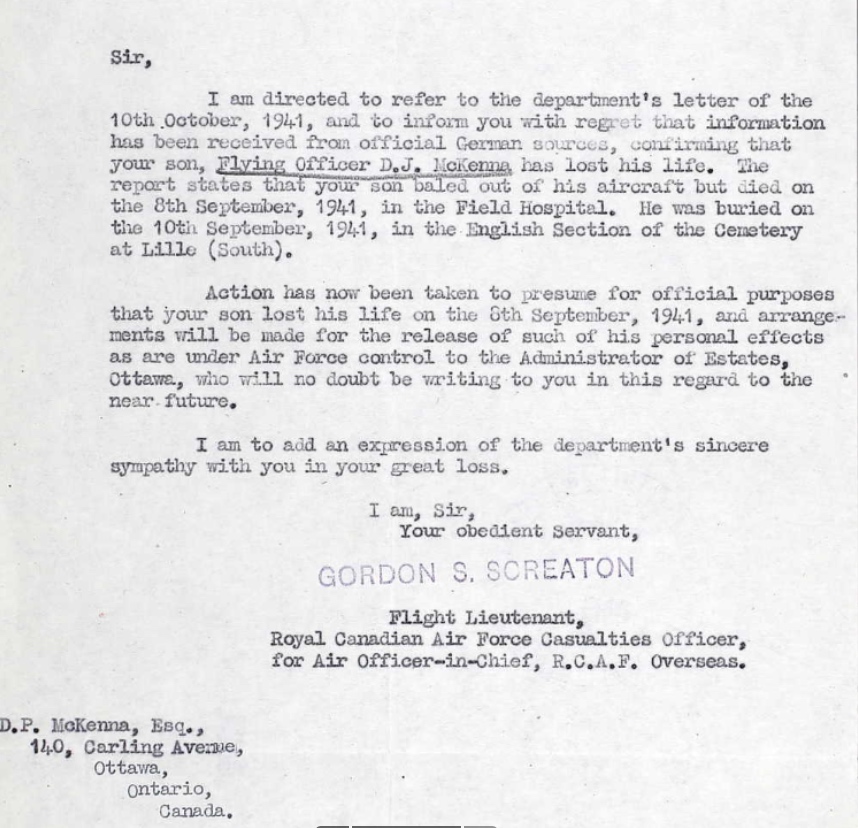 Sir,
I am directed to refer to the department's letter of the
10th October, 1941, and to inform you with regret that information
has been received from official German sources, confirming that
your son, Flying Officer D.J. McKenna has lost his life. The
report states that your son baled out of his aircraft but died on
the 8th September, 1941, in the Field Hospital. He was buried on
the 10th September, 1941, in the English Section of the Cemetery
at Lille (South).
Action has now been taken to presume for official purposes
that your son lost his life on the 8th September, 1941, and arrange-
ments will be made for the release of such of his personal effects
as are under Air Force control to the Administrator of Estates,
Ottawa, who will no doubt be writing to you in this regard to the
near future.
I am to add an expression of the department's sincere
sympathy with you in your great loss.
I am, Sir,
Your obedient Servant,
GORDON S. SCREATON
Flight Lieutenant,
Royal Canadian Air Force Casualties Officer,
for Air Officer-in-Chief, R.C.A.F. Overseas.
D.P. McKenna, Esq.,
140, Carling Avenue,
Ottawa,
Ontario,
Canada.